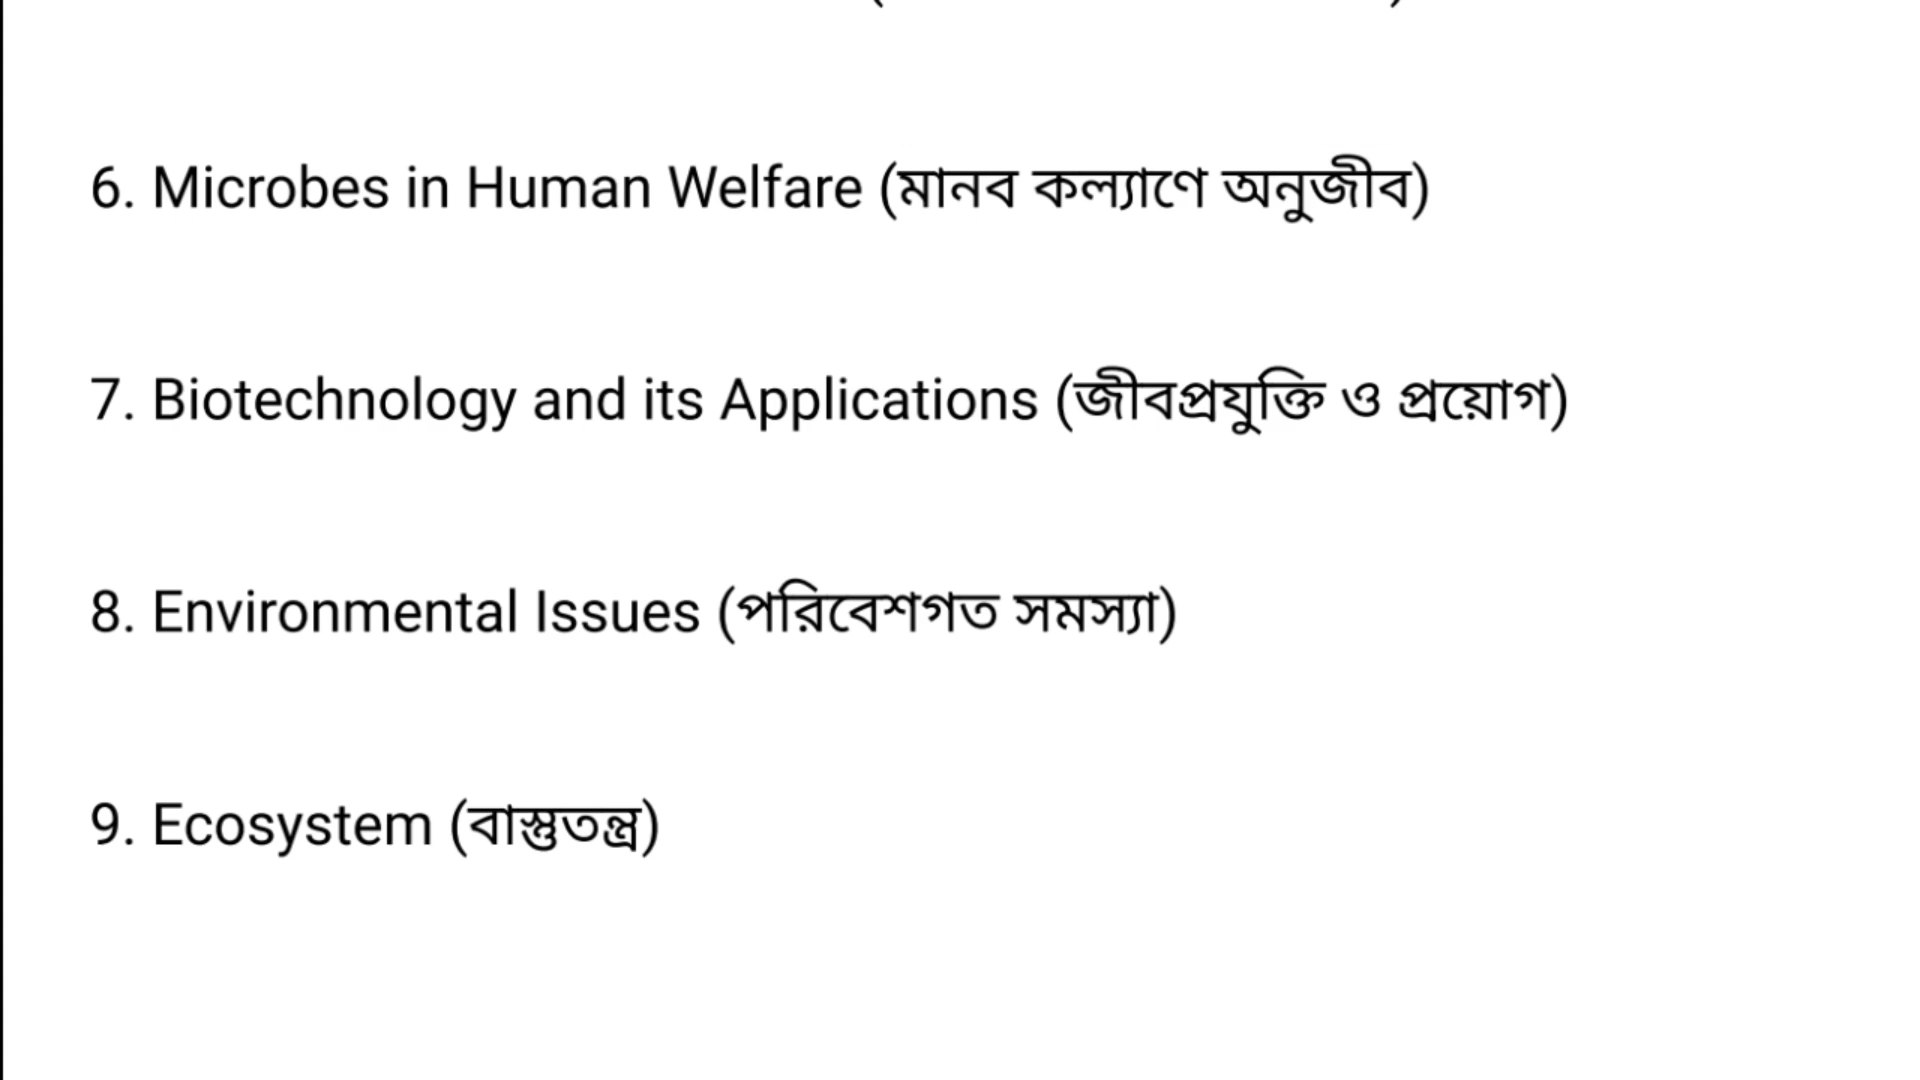 6. Microbes in Human Welfare (মানব কল্যাণে অনুজীব)
7. Biotechnology and its Applications (জীবপ্রযুক্তি ও প্রয়োগ)
8. Environmental Issues (পরিবেশগত সমস্যা)
9. Ecosystem (বাস্তুতন্ত্র)